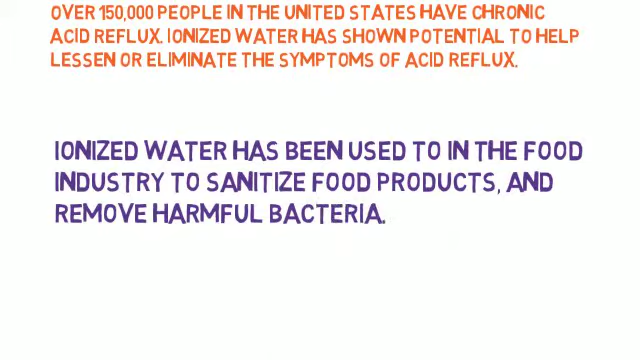 OVER 150,000 PEOPLE IN THE UNITED STATES HAVE CHRONIC
ACID REFLUX. IONIZED WATER HAS SHOWN POTENTIAL TO HELP
LESSEN OR ELIMINATE THE SYMPTOMS OF ACID REFLUX.
IONIZED WATER HAS BEEN USED TO IN THE FOOD
INDUSTRY TO SANITIZE FOOD PRODUCTS, AND
REMOVE HARMFUL BACTERIA.